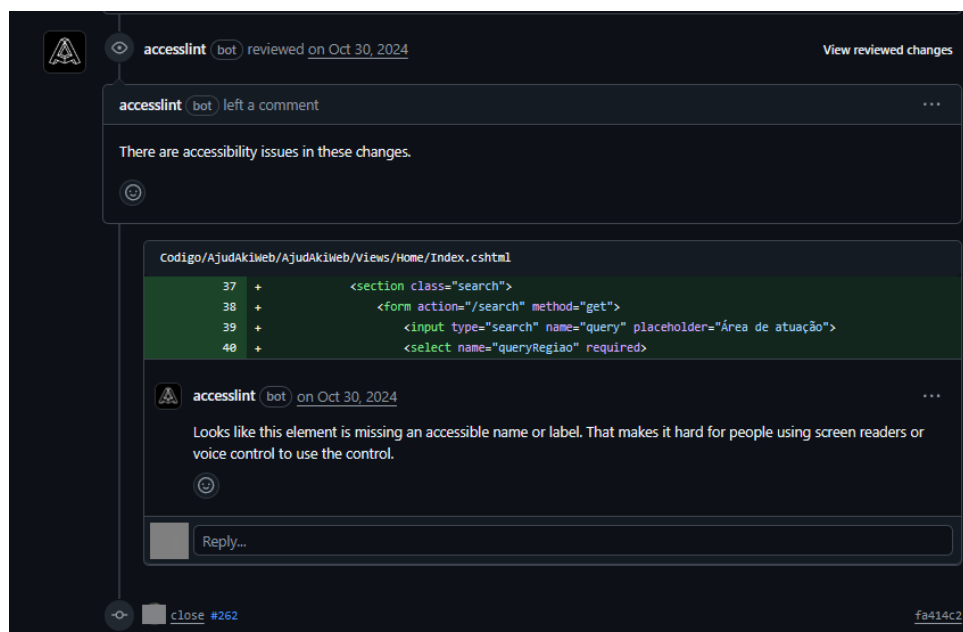 accesslint bot reviewed on Oct 30, 2024 View reviewed changes
accesslint bot left a comment ...
There are accessibility issues in these changes.
Codigo/AjudAkiWeb/AjudAkiWeb/Views/Home/Index.cshtml
37 + <section class="search">
38 + <form action="/search" method="get">
39 + <input type="search" name="query" placeholder="Área de atuação">
40 + <select name="queryRegiao" required>
accesslint bot on Oct 30, 2024 ...
Looks like this element is missing an accessible name or label. That makes it hard for people using screen readers or
voice control to use the control.
Reply...
close #262 fa414c2